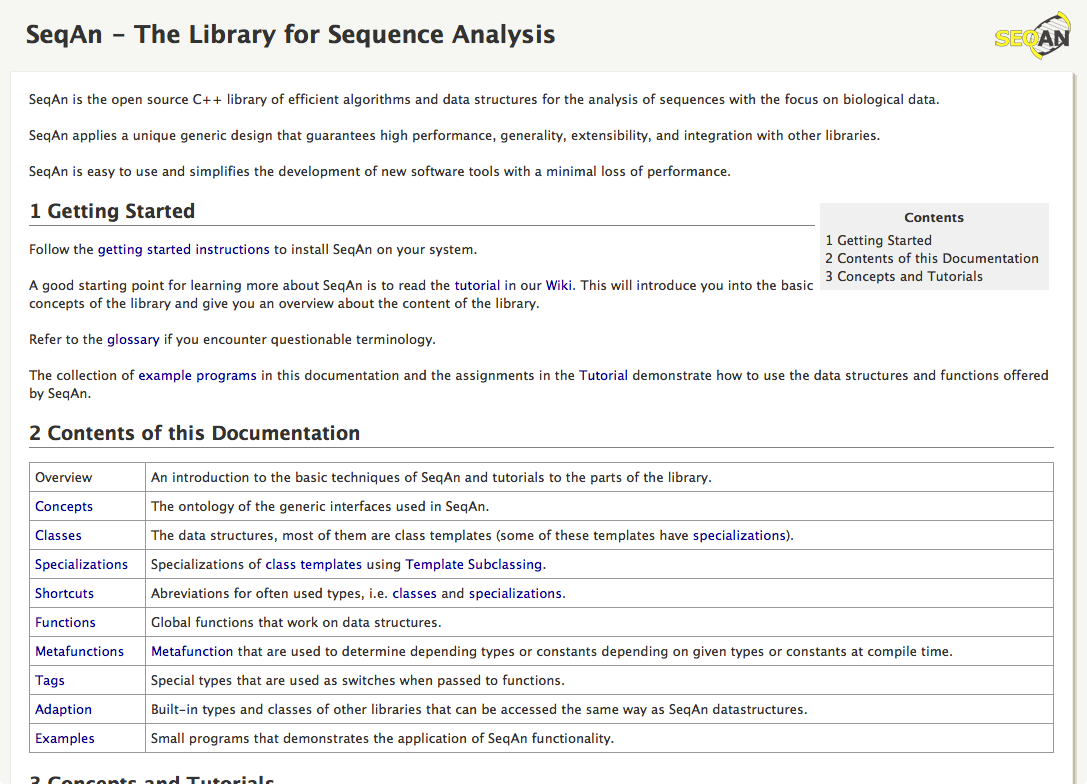 SeqAn – The Library for Sequence Analysis
SEQAN
SeqAn is the open source C++ library of efficient algorithms and data structures for the analysis of sequences with the focus on biological data.
SeqAn applies a unique generic design that guarantees high performance, generality, extensibility, and integration with other libraries.
SeqAn is easy to use and simplifies the development of new software tools with a minimal loss of performance.
1 Getting Started
Contents
1 Getting Started
2 Contents of this Documentation
3 Concepts and Tutorials
Follow the getting started instructions to install SeqAn on your system.
A good starting point for learning more about SeqAn is to read the tutorial in our Wiki. This will introduce you into the basic
concepts of the library and give you an overview about the content of the library.
Refer to the glossary if you encounter questionable terminology.
The collection of example programs in this documentation and the assignments in the Tutorial demonstrate how to use the data structures and functions offered
by SeqAn.
2 Contents of this Documentation
Overview An introduction to the basic techniques of SeqAn and tutorials to the parts of the library.
Concepts The ontology of the generic interfaces used in SeqAn.
Classes The data structures, most of them are class templates (some of these templates have specializations).
Specializations Specializations of class templates using Template Subclassing.
Shortcuts Abreviations for often used types, i.e. classes and specializations.
Functions Global functions that work on data structures.
Metafunctions Metafunction that are used to determine depending types or constants depending on given types or constants at compile time.
Tags Special types that are used as switches when passed to functions.
Adaption Built-in types and classes of other libraries that can be accessed the same way as SeqAn datastructures.
Examples Small programs that demonstrates the application of SeqAn functionality.
3 Concepts and Tutorials